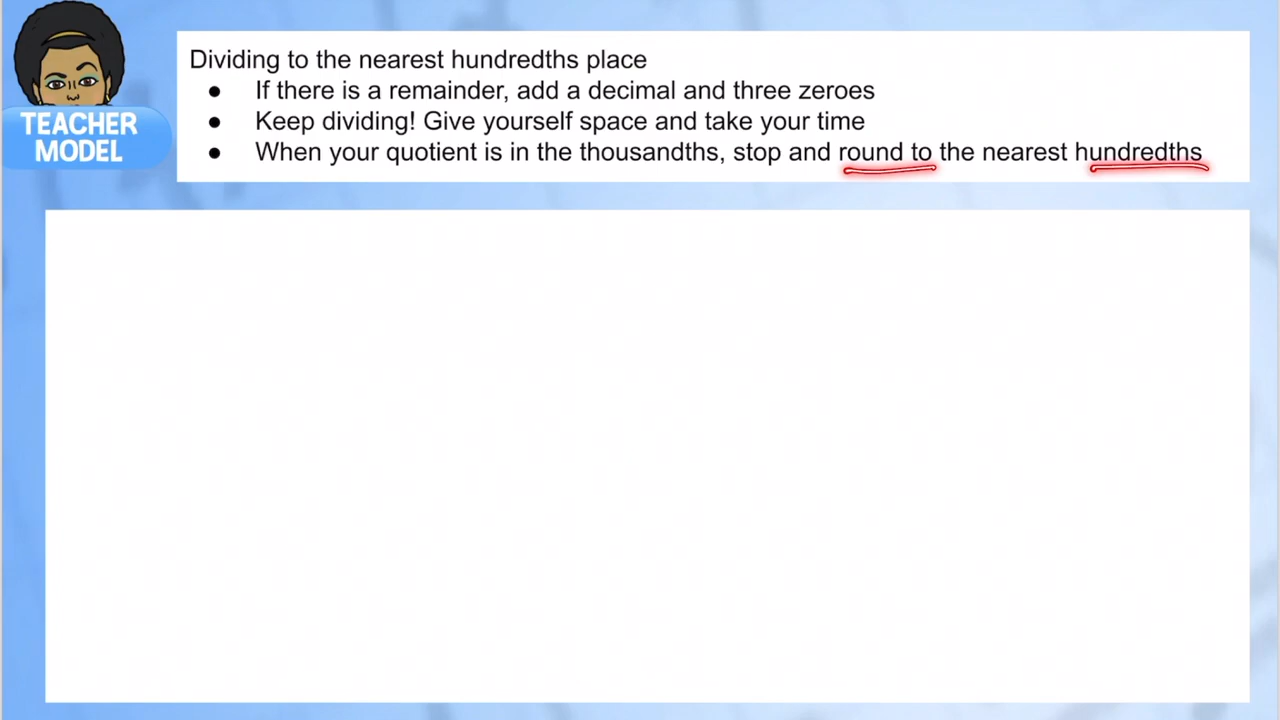 TEACHER
MODEL
Dividing to the nearest hundredths place
● If there is a remainder, add a decimal and three zeroes
● Keep dividing! Give yourself space and take your time
● When your quotient is in the thousandths, stop and round to the nearest hundredths